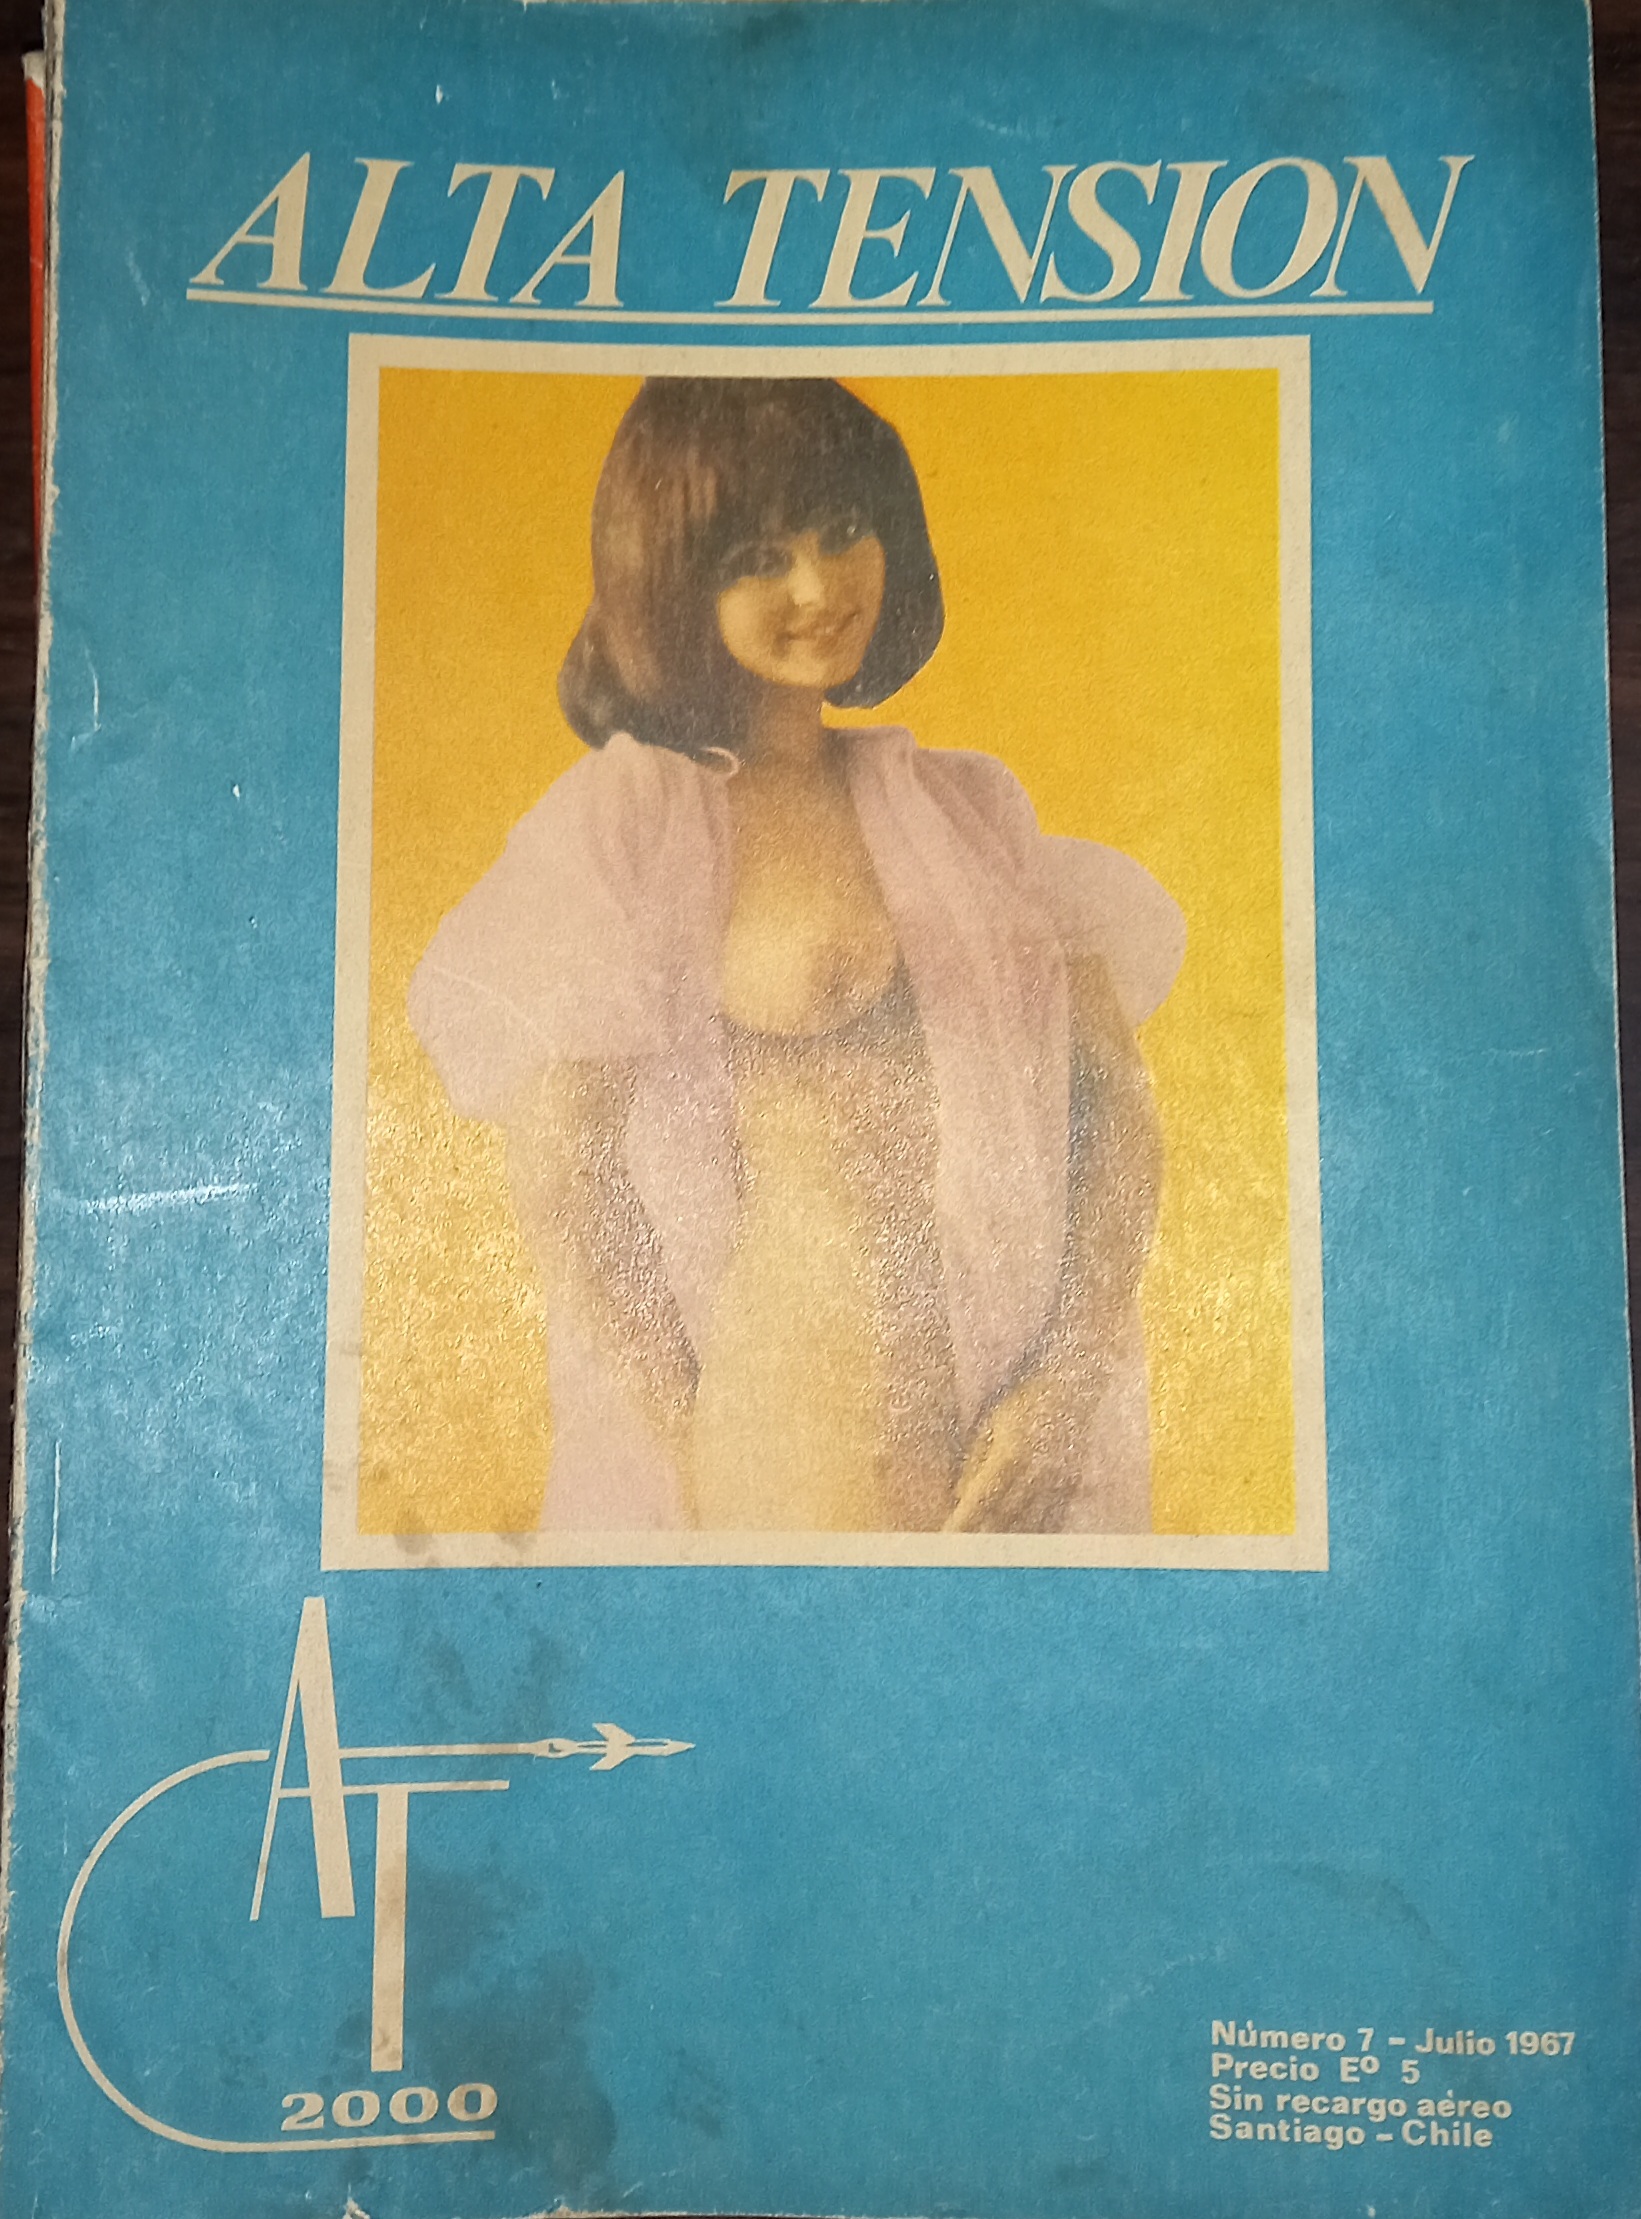 ALTA TENSION
AT
2000
Número 7 - Julio 1967
Precio Eº 5
Sin recargo aéreo
Santiago - Chile